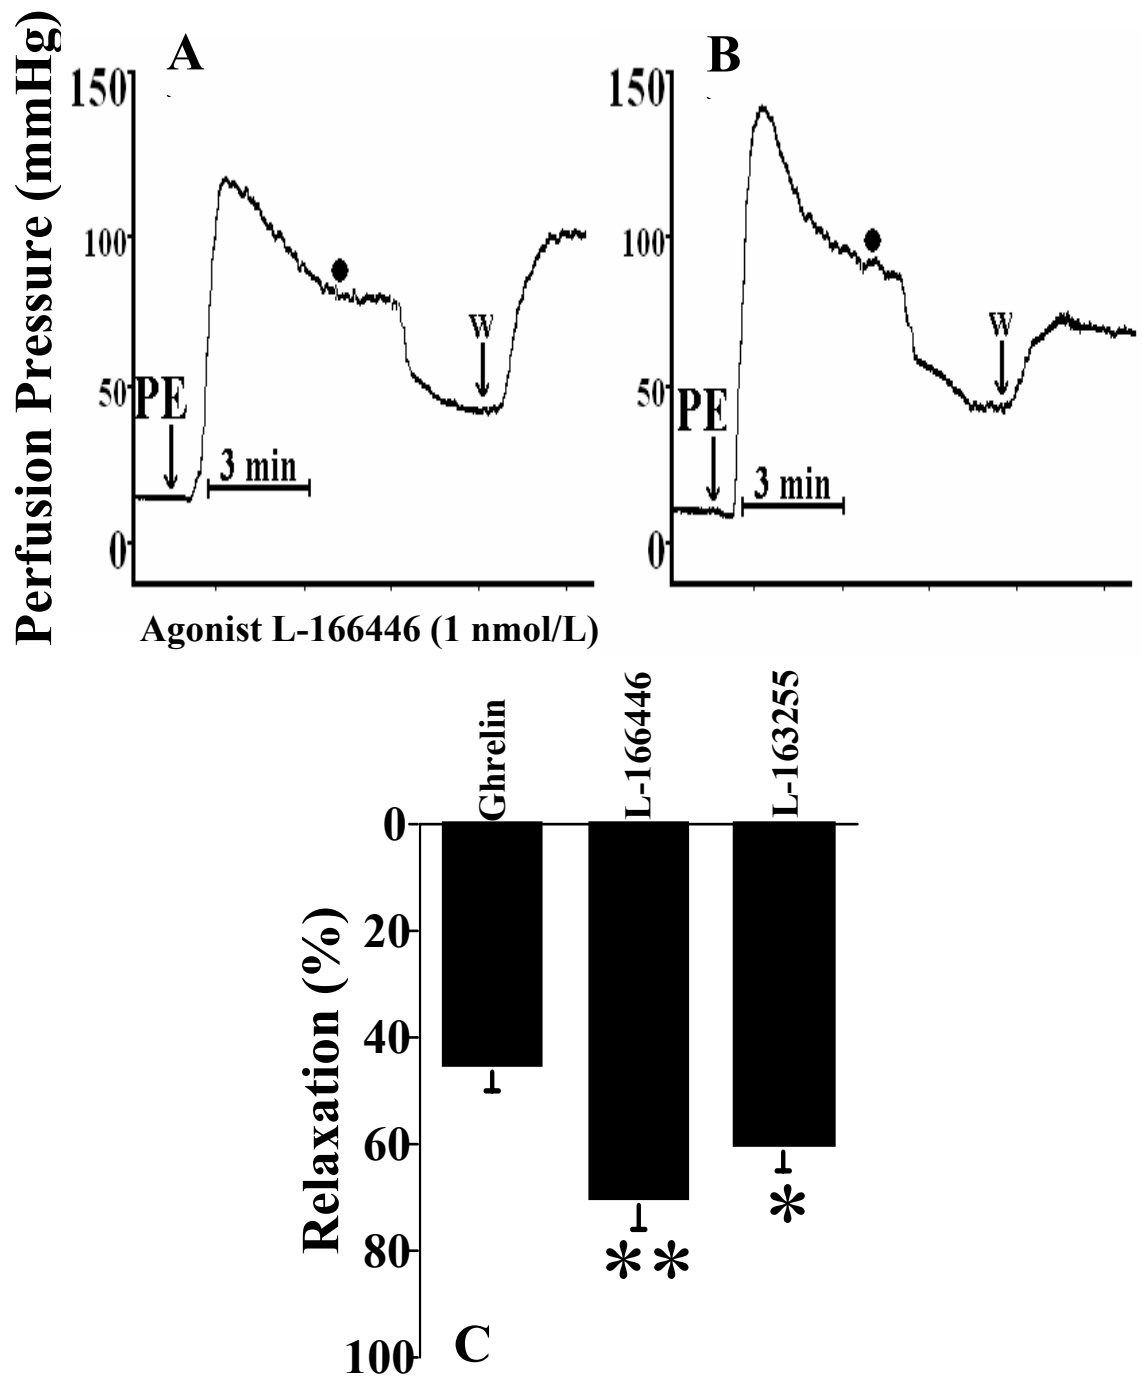 Perfusion Pressure (mmHg)
A
150
100
50
0
PE
3 min
W
B
150
100
50
0
PE
3 min
W
Agonist L-166446 (1 nmol/L)
Ghrelin
L-166446
L-163255
Relaxation (%)
0
20
40
60
80
100
**
*
C